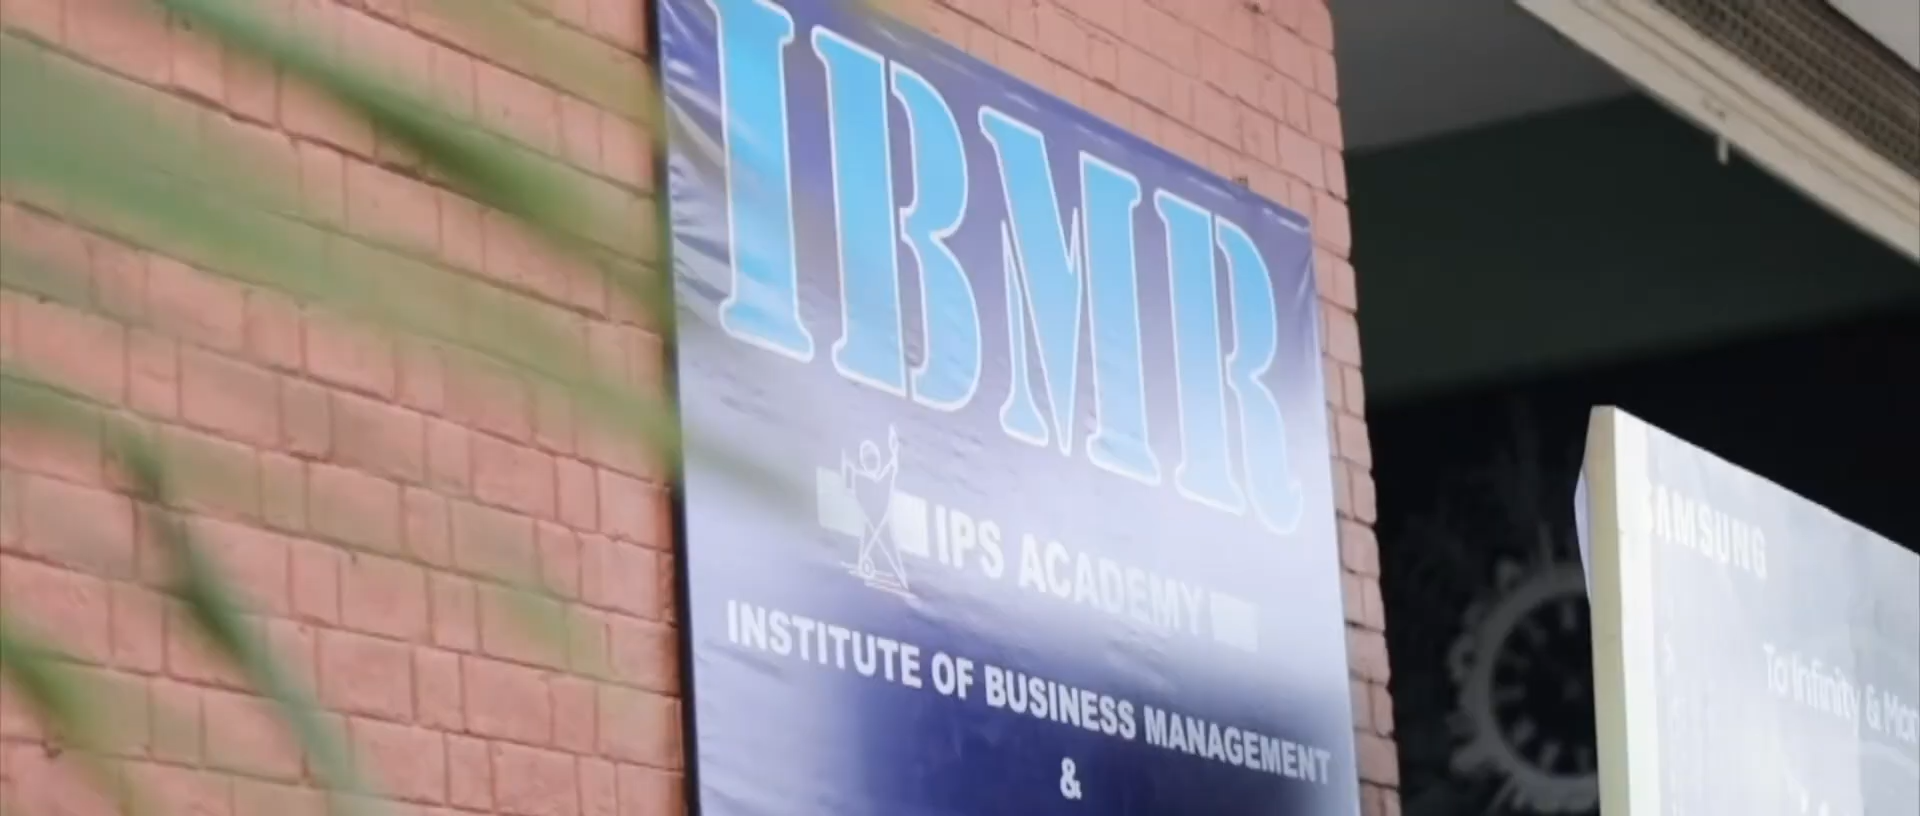 IBMR
IPS ACADEMY
INSTITUTE OF BUSINESS MANAGEMENT
&
SAMSUNG
To Infinity &